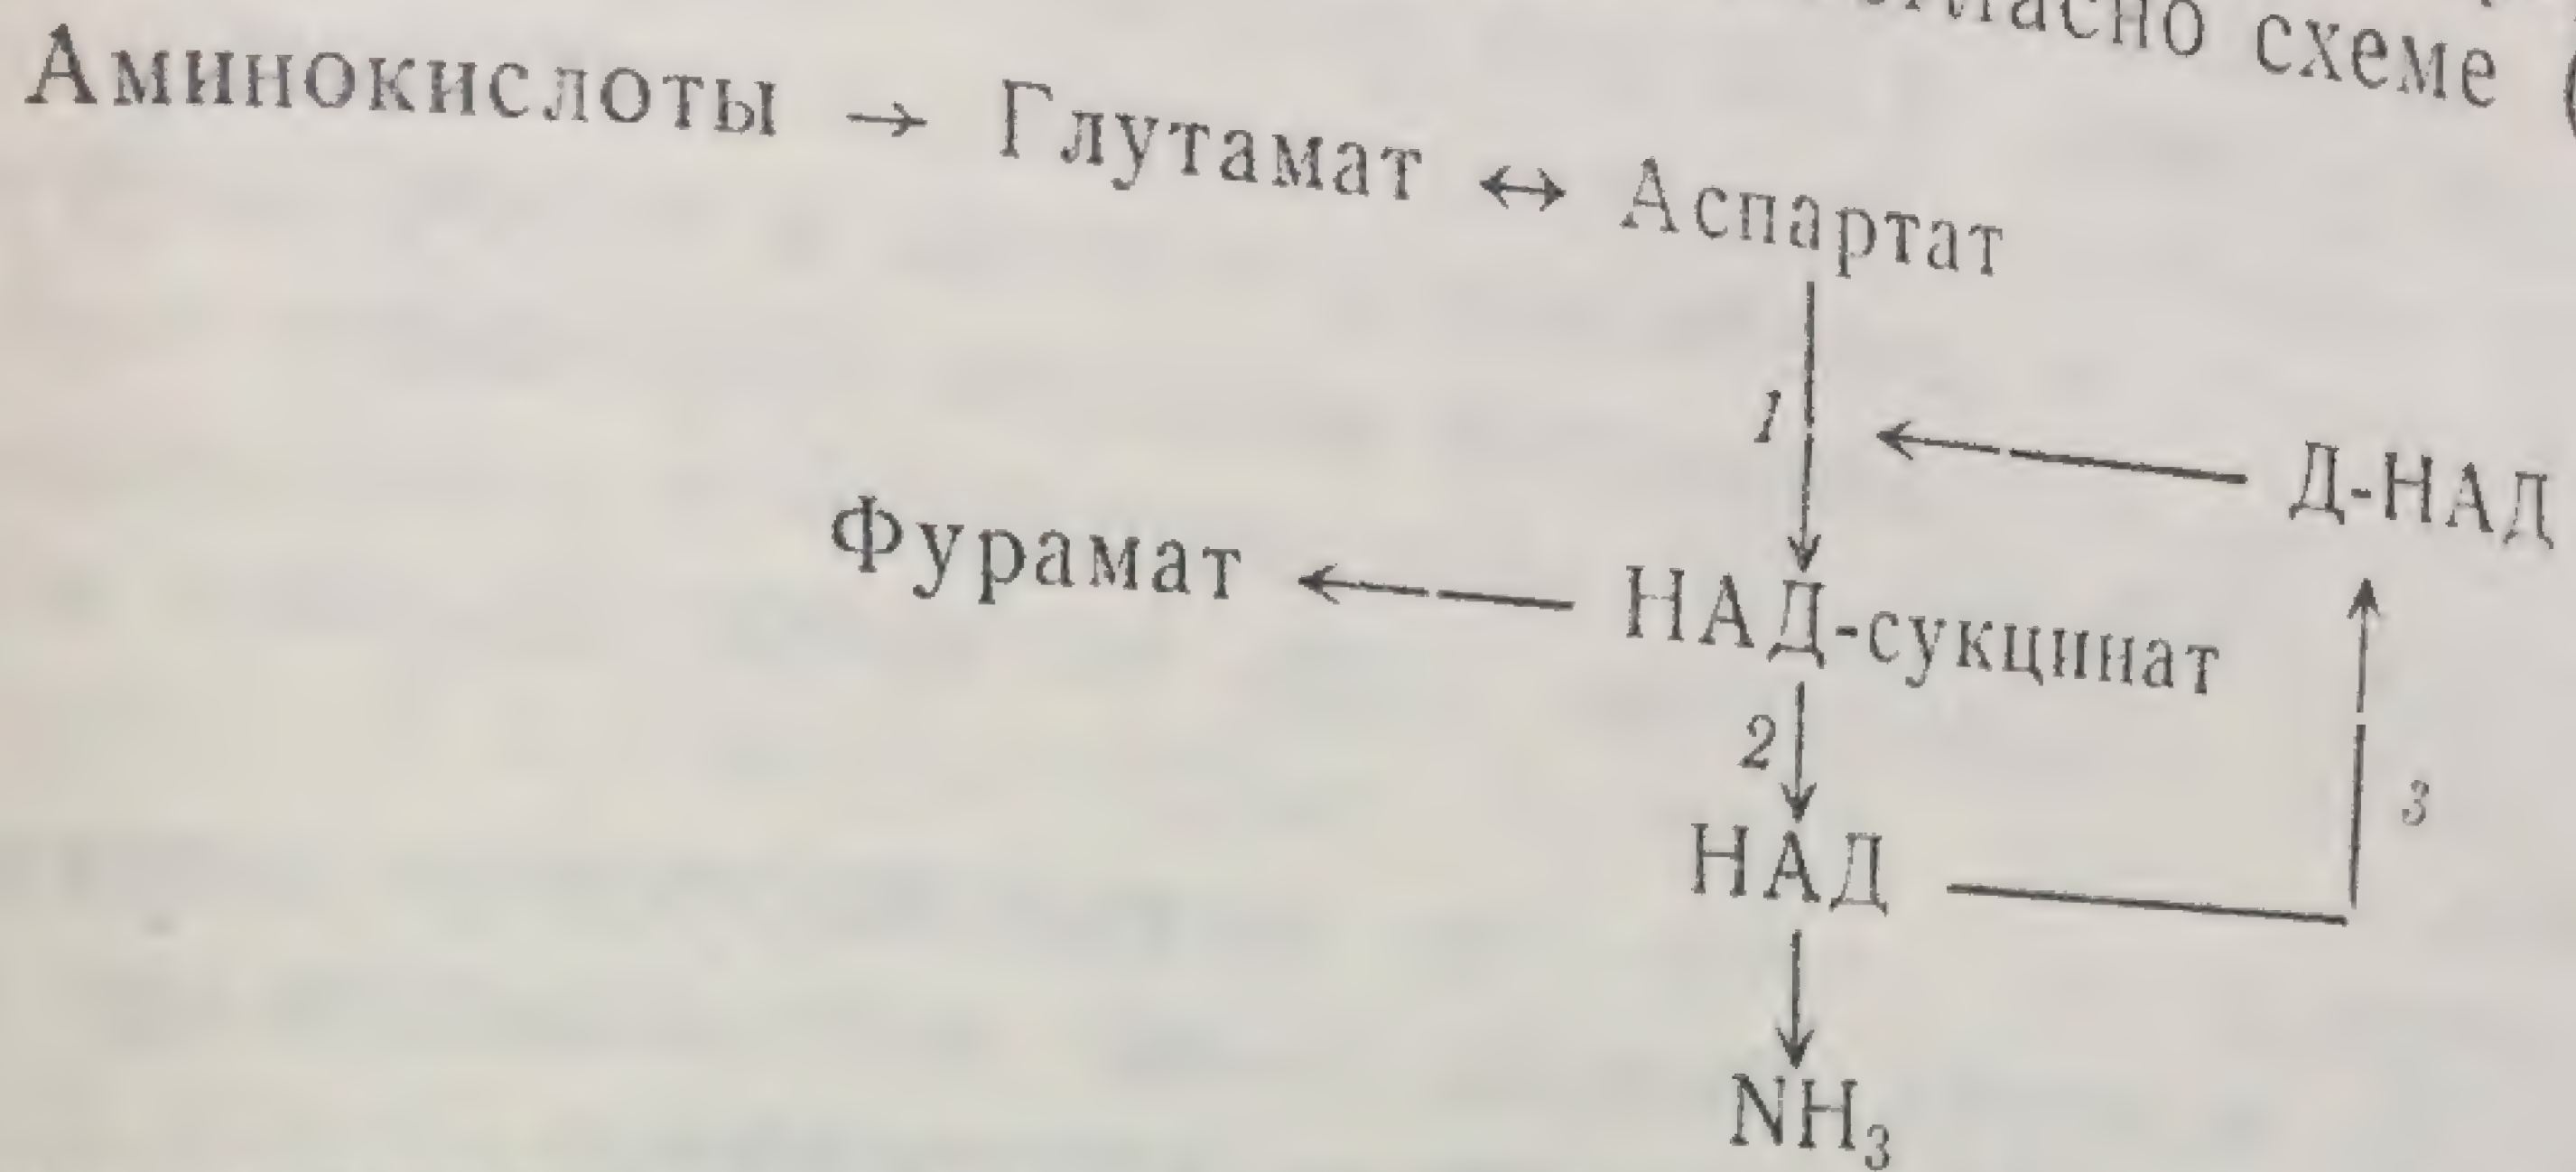 схеме (
Аминокислоты → Глутамат ↔ Аспартат
1
Д-НАД
Фурамат ← НАД-сукцинат
2
3
НАД
NH₃